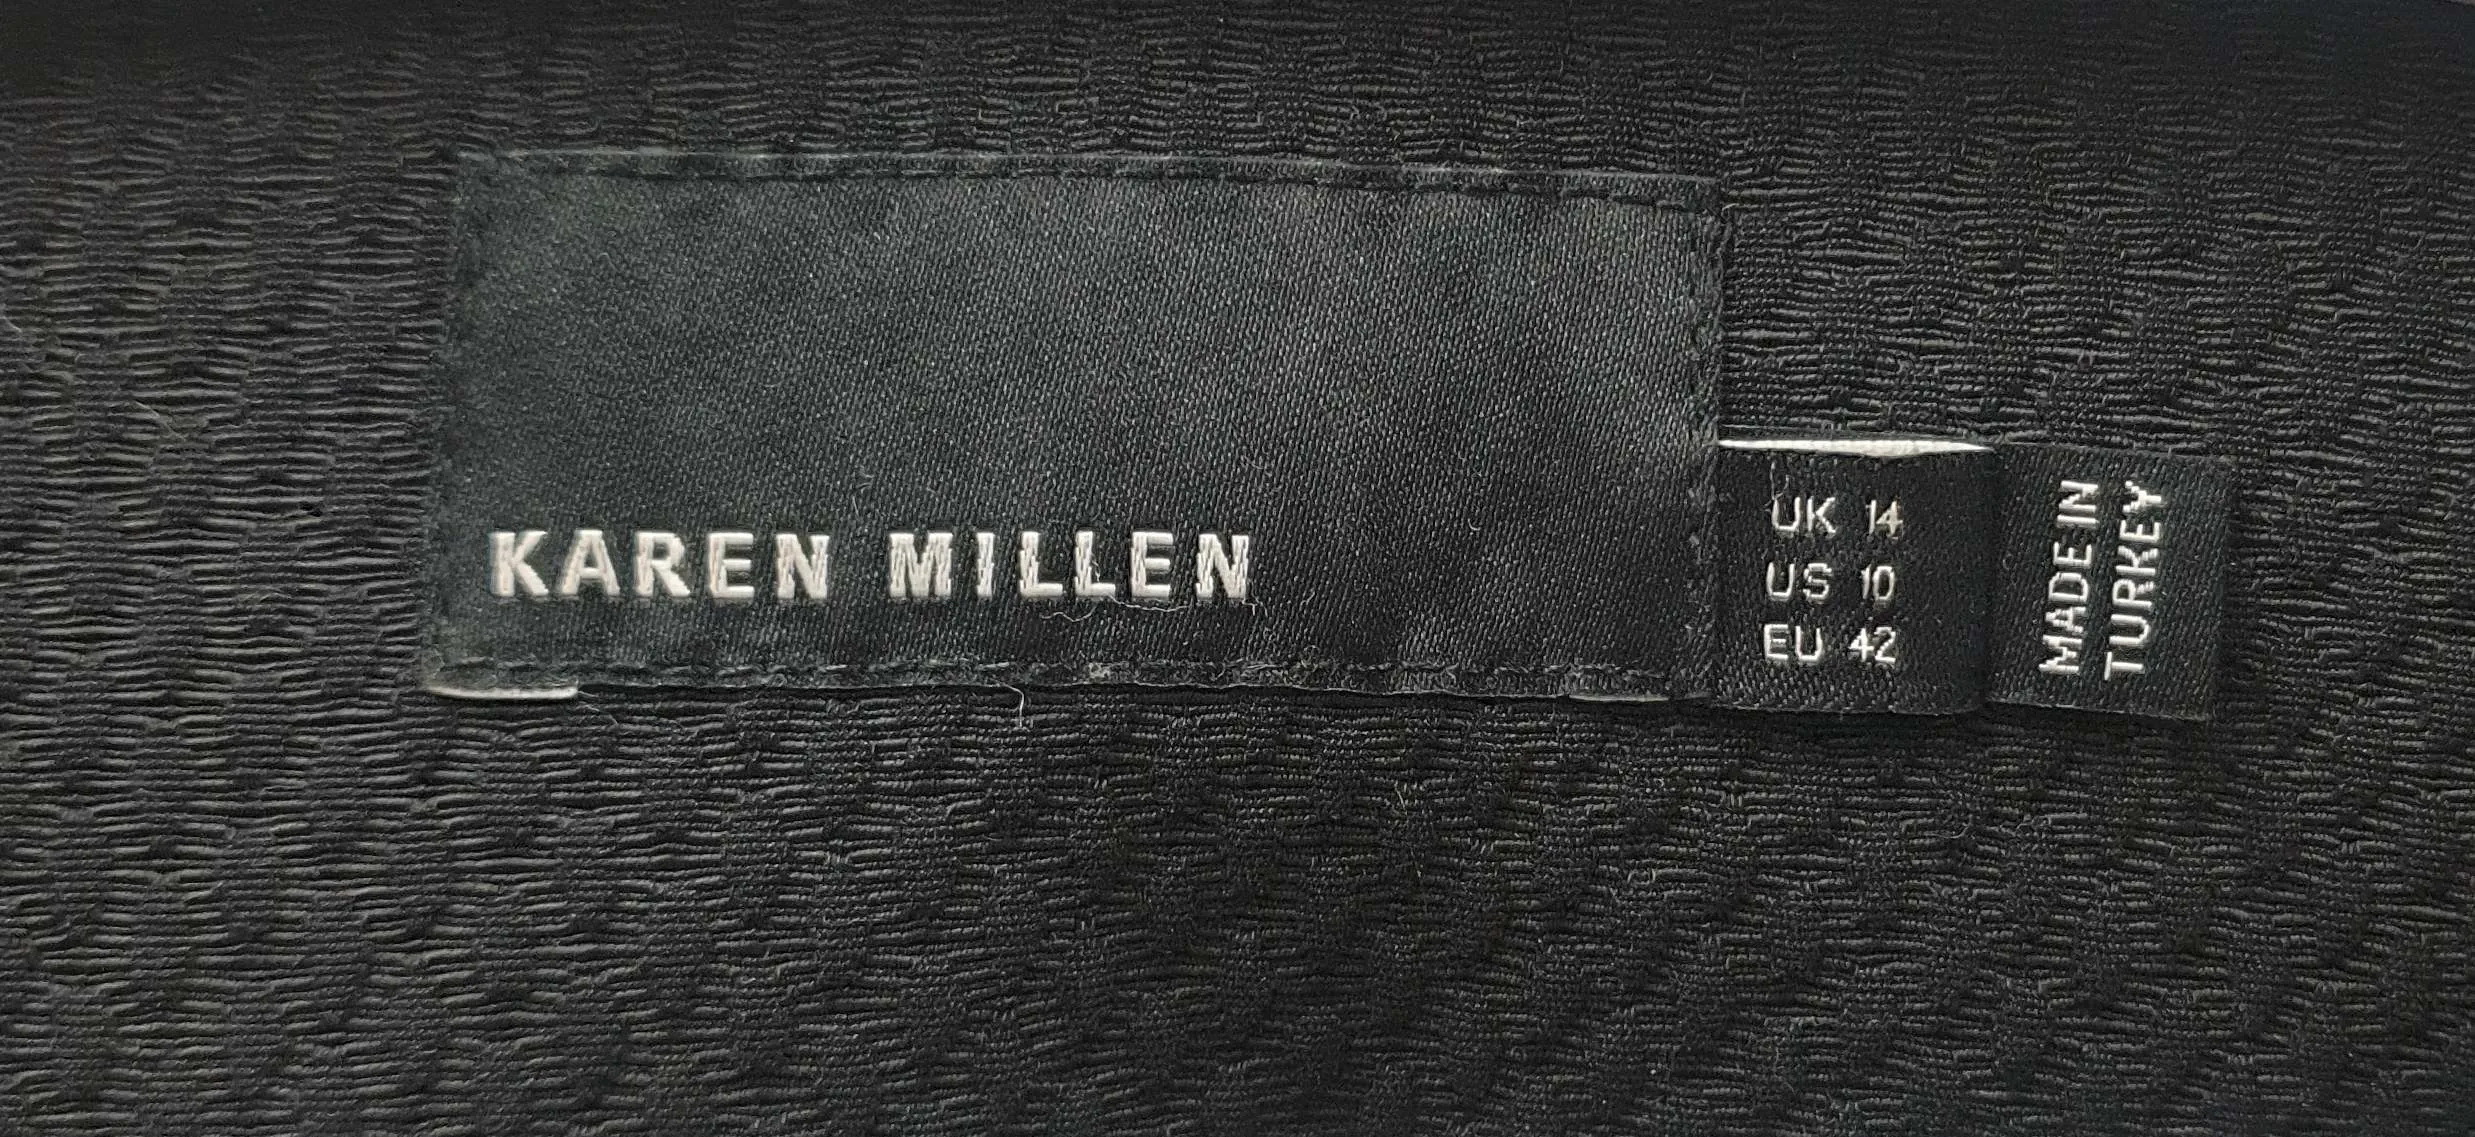 KAREN MILLEN
UK 14
US 10
EU 42
MADE IN
TURKEY